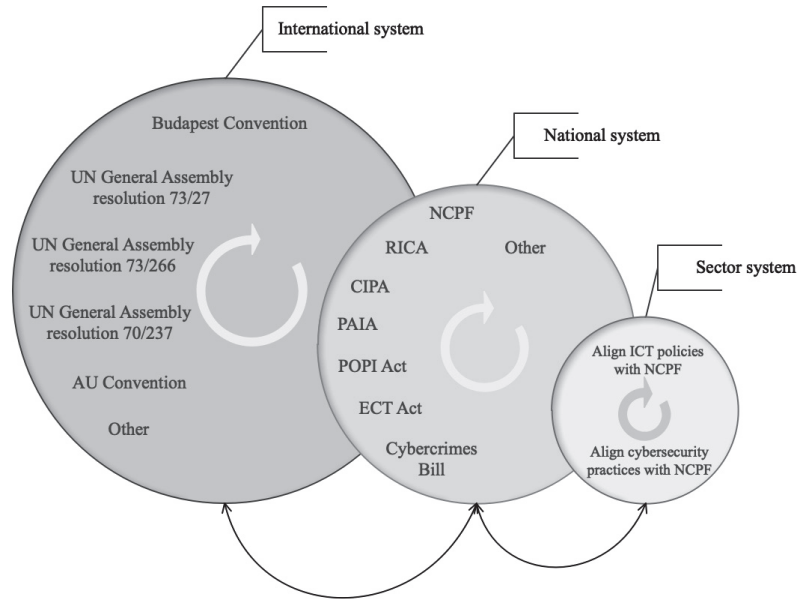 International system
Budapest Convention
UN General Assembly
resolution 73/27
UN General Assembly
resolution 73/266
UN General Assembly
resolution 70/237
AU Convention
Other
National system
NCPF
RICA
Other
CIPA
PAIA
POPI Act
ECT Act
Cybercrimes
Bill
Sector system
Align ICT policies
with NCPF
Align cybersecurity
practices with NCPF